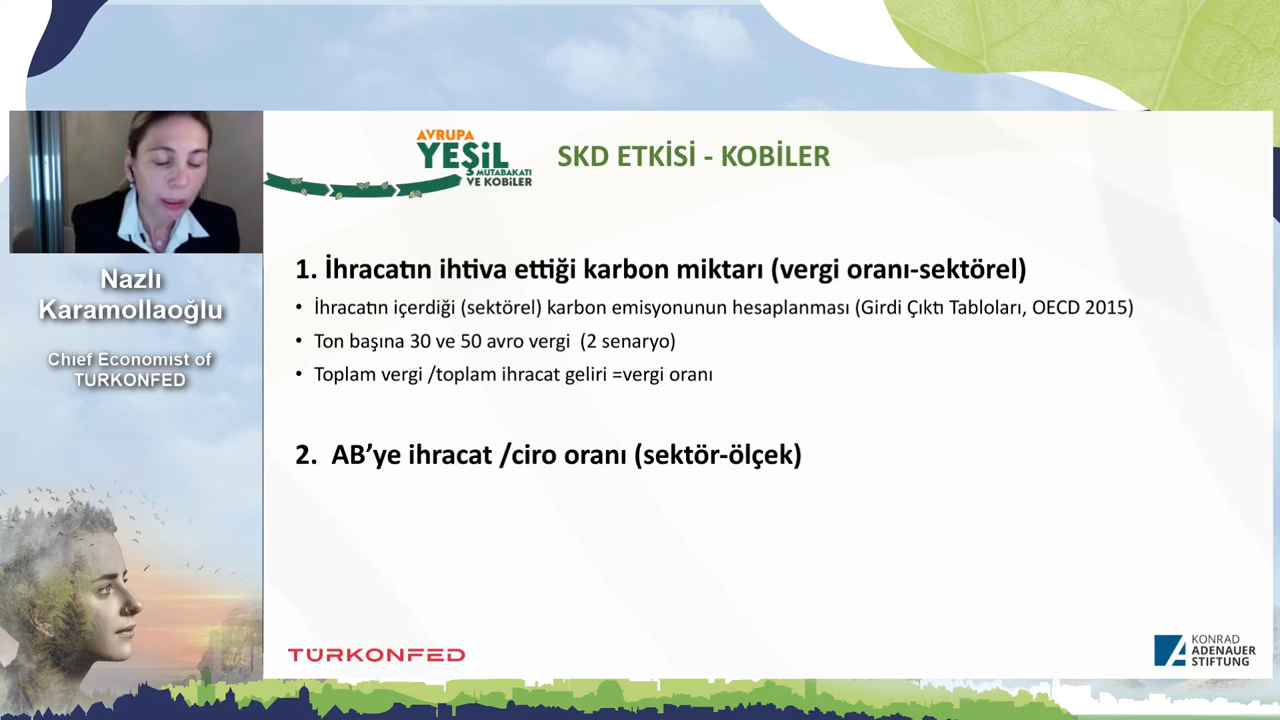 AVRUPA
YEŞİL
MUTABAKATI
VE KOBİLER
SKD ETKİSİ - KOBİLER
Nazlı
Karamollaoğlu
Chief Economist of
TURKONFED
1. İhracatın ihtiva ettiği karbon miktarı (vergi oranı-sektörel)
• İhracatın içerdiği (sektörel) karbon emisyonunun hesaplanması (Girdi Çıktı Tabloları, OECD 2015)
• Ton başına 30 ve 50 avro vergi (2 senaryo)
• Toplam vergi /toplam ihracat geliri =vergi oranı
2. AB’ye ihracat /ciro oranı (sektör-ölçek)
TÜRKONFED
KONRAD
ADENAUER
STIFTUNG